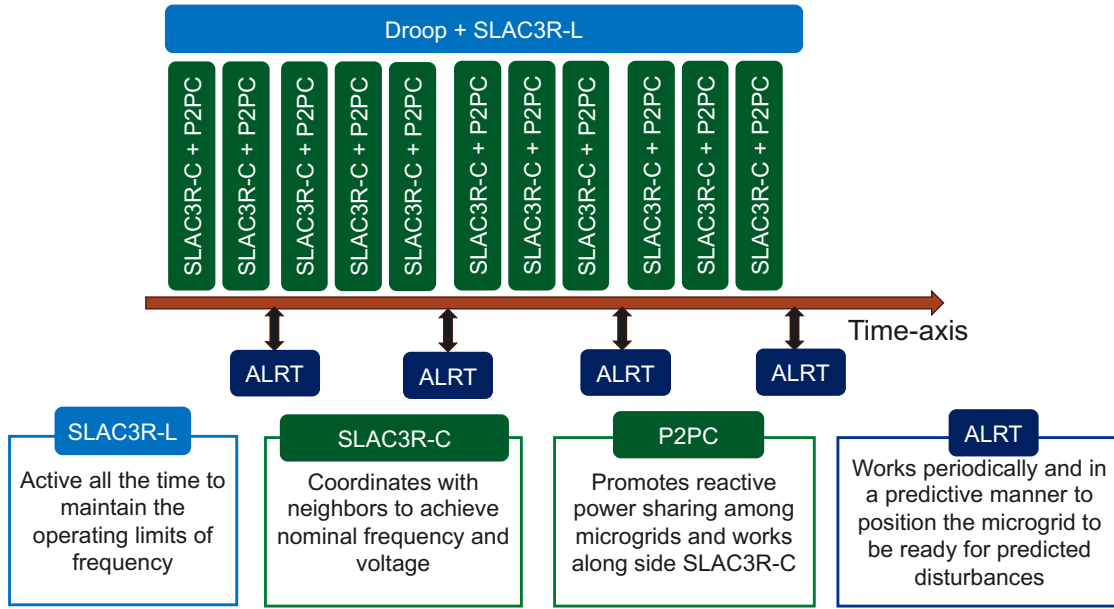 Droop + SLAC3R-L
SLAC3R-C + P2PC
SLAC3R-C + P2PC
SLAC3R-C + P2PC
SLAC3R-C + P2PC
SLAC3R-C + P2PC
SLAC3R-C + P2PC
SLAC3R-C + P2PC
SLAC3R-C + P2PC
SLAC3R-C + P2PC
SLAC3R-C + P2PC
SLAC3R-C + P2PC
Time-axis
ALRT
ALRT
ALRT
ALRT
SLAC3R-L
Active all the time to
maintain the
operating limits of
frequency
SLAC3R-C
Coordinates with
neighbors to achieve
nominal frequency and
voltage
P2PC
Promotes reactive
power sharing among
microgrids and works
along side SLAC3R-C
ALRT
Works periodically and in
a predictive manner to
position the microgrid to
be ready for predicted
disturbances